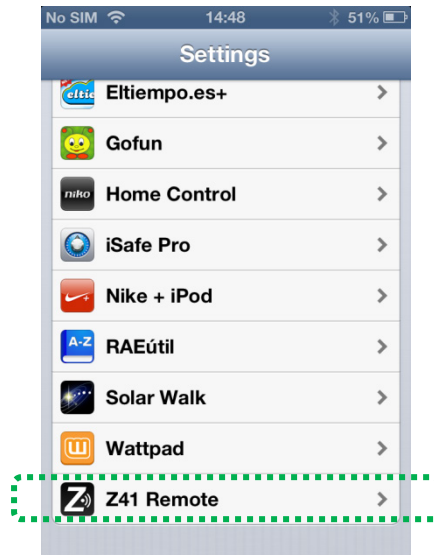 No SIM 14:48 51%
Settings
Eltiempo.es+
Gofun
niko Home Control
iSafe Pro
Nike + iPod
A-Z RAEútil
Solar Walk
Wattpad
Z41 Remote